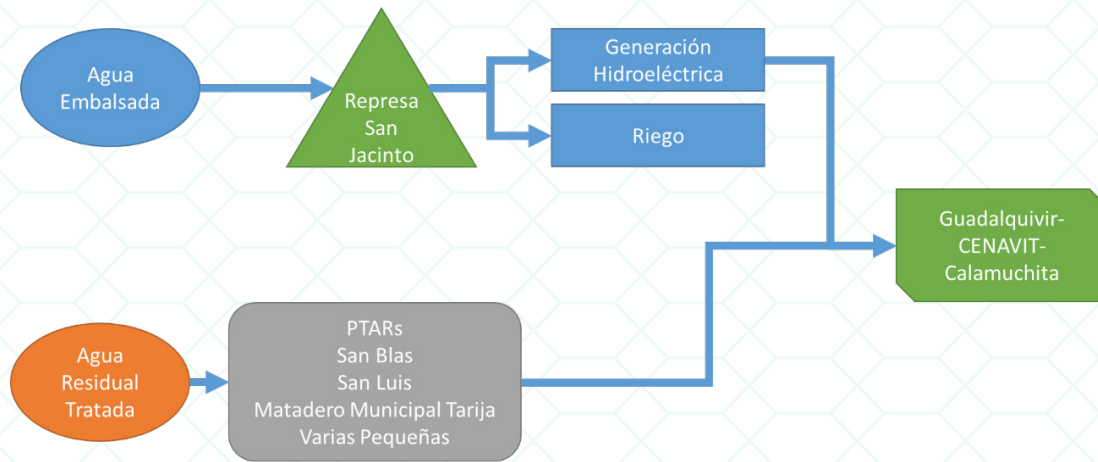 Agua
Embalsada
Represa
San
Jacinto
Generación
Hidroeléctrica
Riego
Guadalquivir-
CENAVIT-
Calamuchita
Agua
Residual
Tratada
PTARs
San Blas
San Luis
Matadero Municipal Tarija
Varias Pequeñas